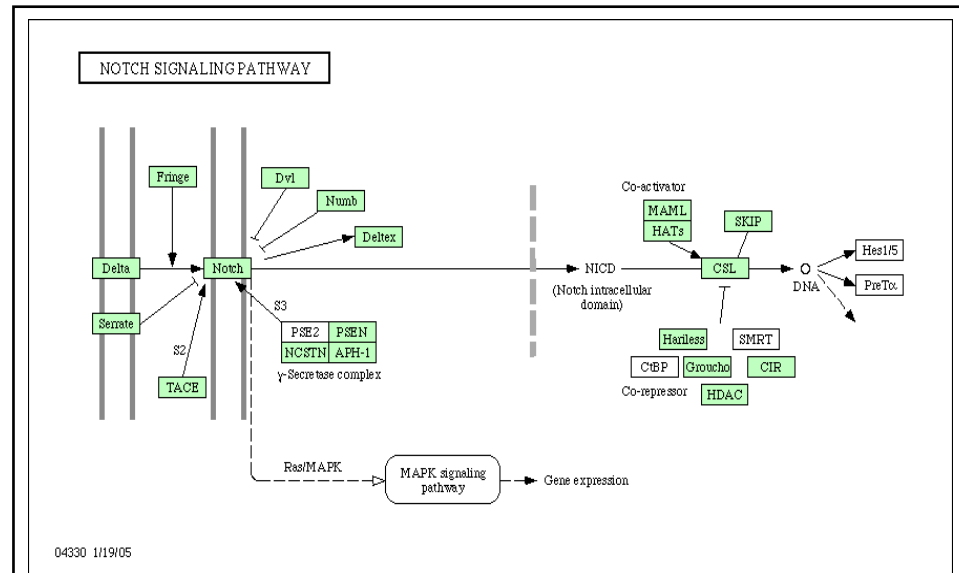 NOTCH SIGNALING PATHWAY
Fringe
Dvl
Numb
Deltex
Delta
Notch
Serrate
S2
TACE
S3
PSE2 PSEN
NCSTN APH-1
γ-Secretase complex
Co-activator
MAML
HATs
SKIP
NICD
(Notch intracellular
domain)
CSL
DNA
Hes1/5
PreTα
Hariless
SMRT
CtBP
Groucho
CIR
Co-repressor
HDAC
Ras/MAPK
MAPK signaling
pathway
Gene expression
04330 1/19/05